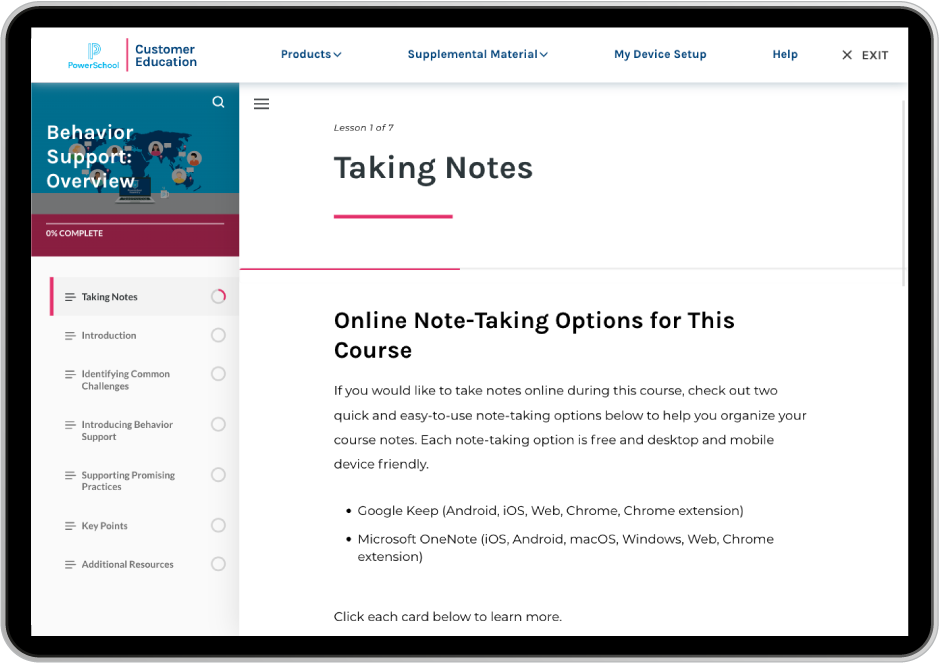 PowerSchool
Customer
Education
Products
Supplemental Material
My Device Setup
Help
EXIT
Behavior
Support:
Overview
0% COMPLETE
Taking Notes
Introduction
Identifying Common
Challenges
Introducing Behavior
Support
Supporting Promising
Practices
Key Points
Additional Resources
Lesson 1 of 7
Taking Notes
Online Note-Taking Options for This
Course
If you would like to take notes online during this course, check out two
quick and easy-to-use note-taking options below to help you organize your
course notes. Each note-taking option is free and desktop and mobile
device friendly.
• Google Keep (Android, iOS, Web, Chrome, Chrome extension)
• Microsoft OneNote (iOS, Android, macOS, Windows, Web, Chrome
extension)
Click each card below to learn more.